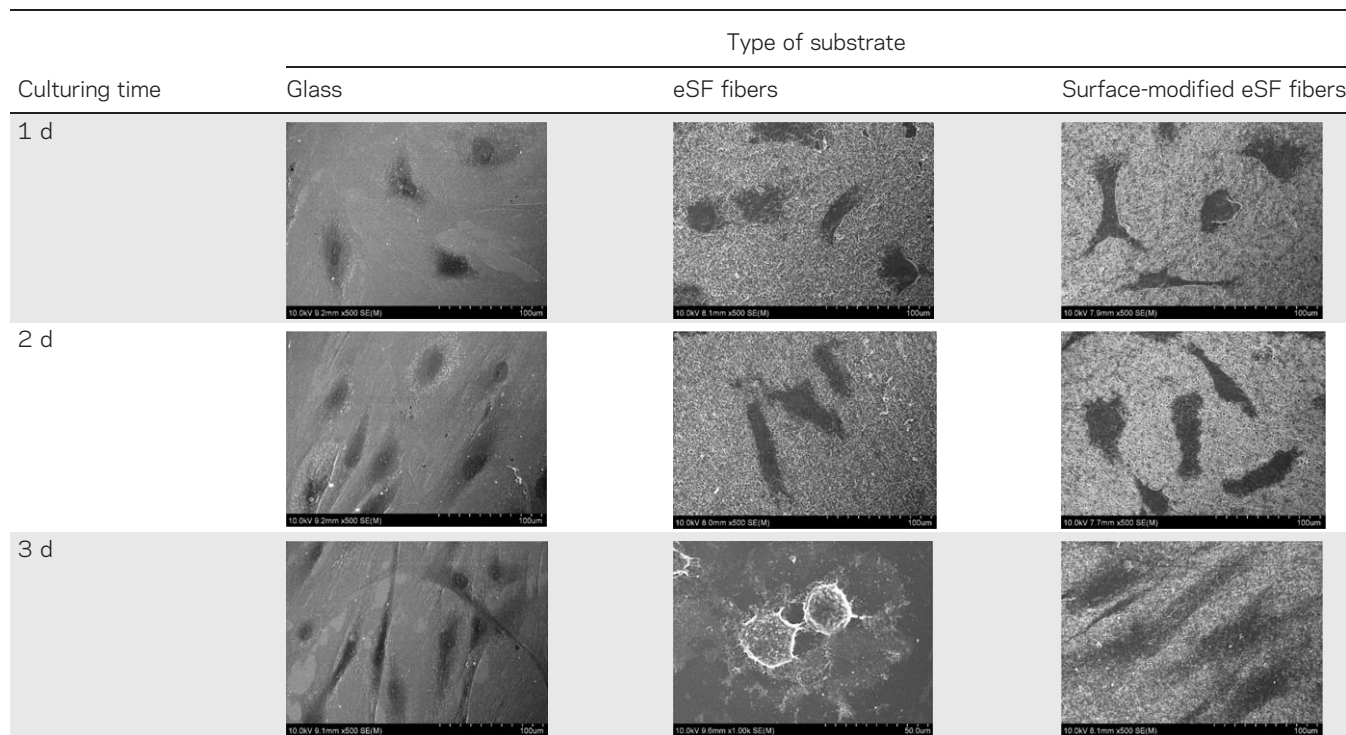 Type of substrate
Culturing time Glass eSF fibers Surface-modified eSF fibers
1 d
10.0kV 9.2mm x500 SE(M) 100um
10.0kV 8.1mm x500 SE(M) 100um
10.0kV 7.9mm x500 SE(M) 100um
2 d
10.0kV 9.2mm x500 SE(M) 100um
10.0kV 8.0mm x500 SE(M) 100um
10.0kV 7.7mm x500 SE(M) 100um
3 d
10.0kV 9.1mm x500 SE(M) 100um
10.0kV 9.6mm x1.00k SE(M) 50.0um
10.0kV 8.1mm x500 SE(M) 100um